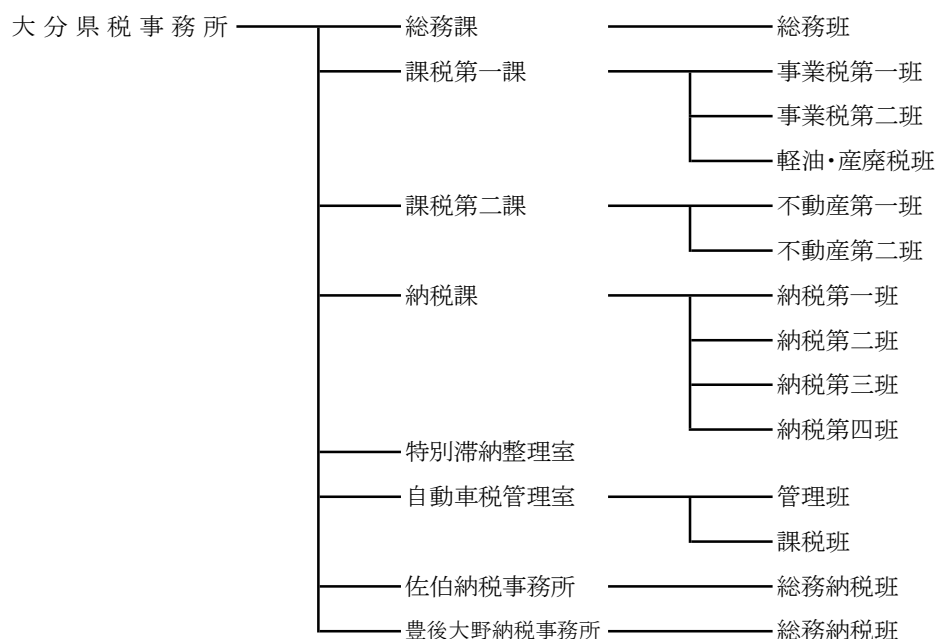 大分県税事務所 総務課 総務班
課税第一課 事業税第一班
事業税第二班
軽油・産廃税班
課税第二課 不動産第一班
不動産第二班
納税課 納税第一班
納税第二班
納税第三班
納税第四班
特別滞納整理室
自動車税管理室 管理班
課税班
佐伯納税事務所 総務納税班
豊後大野納税事務所 総務納税班